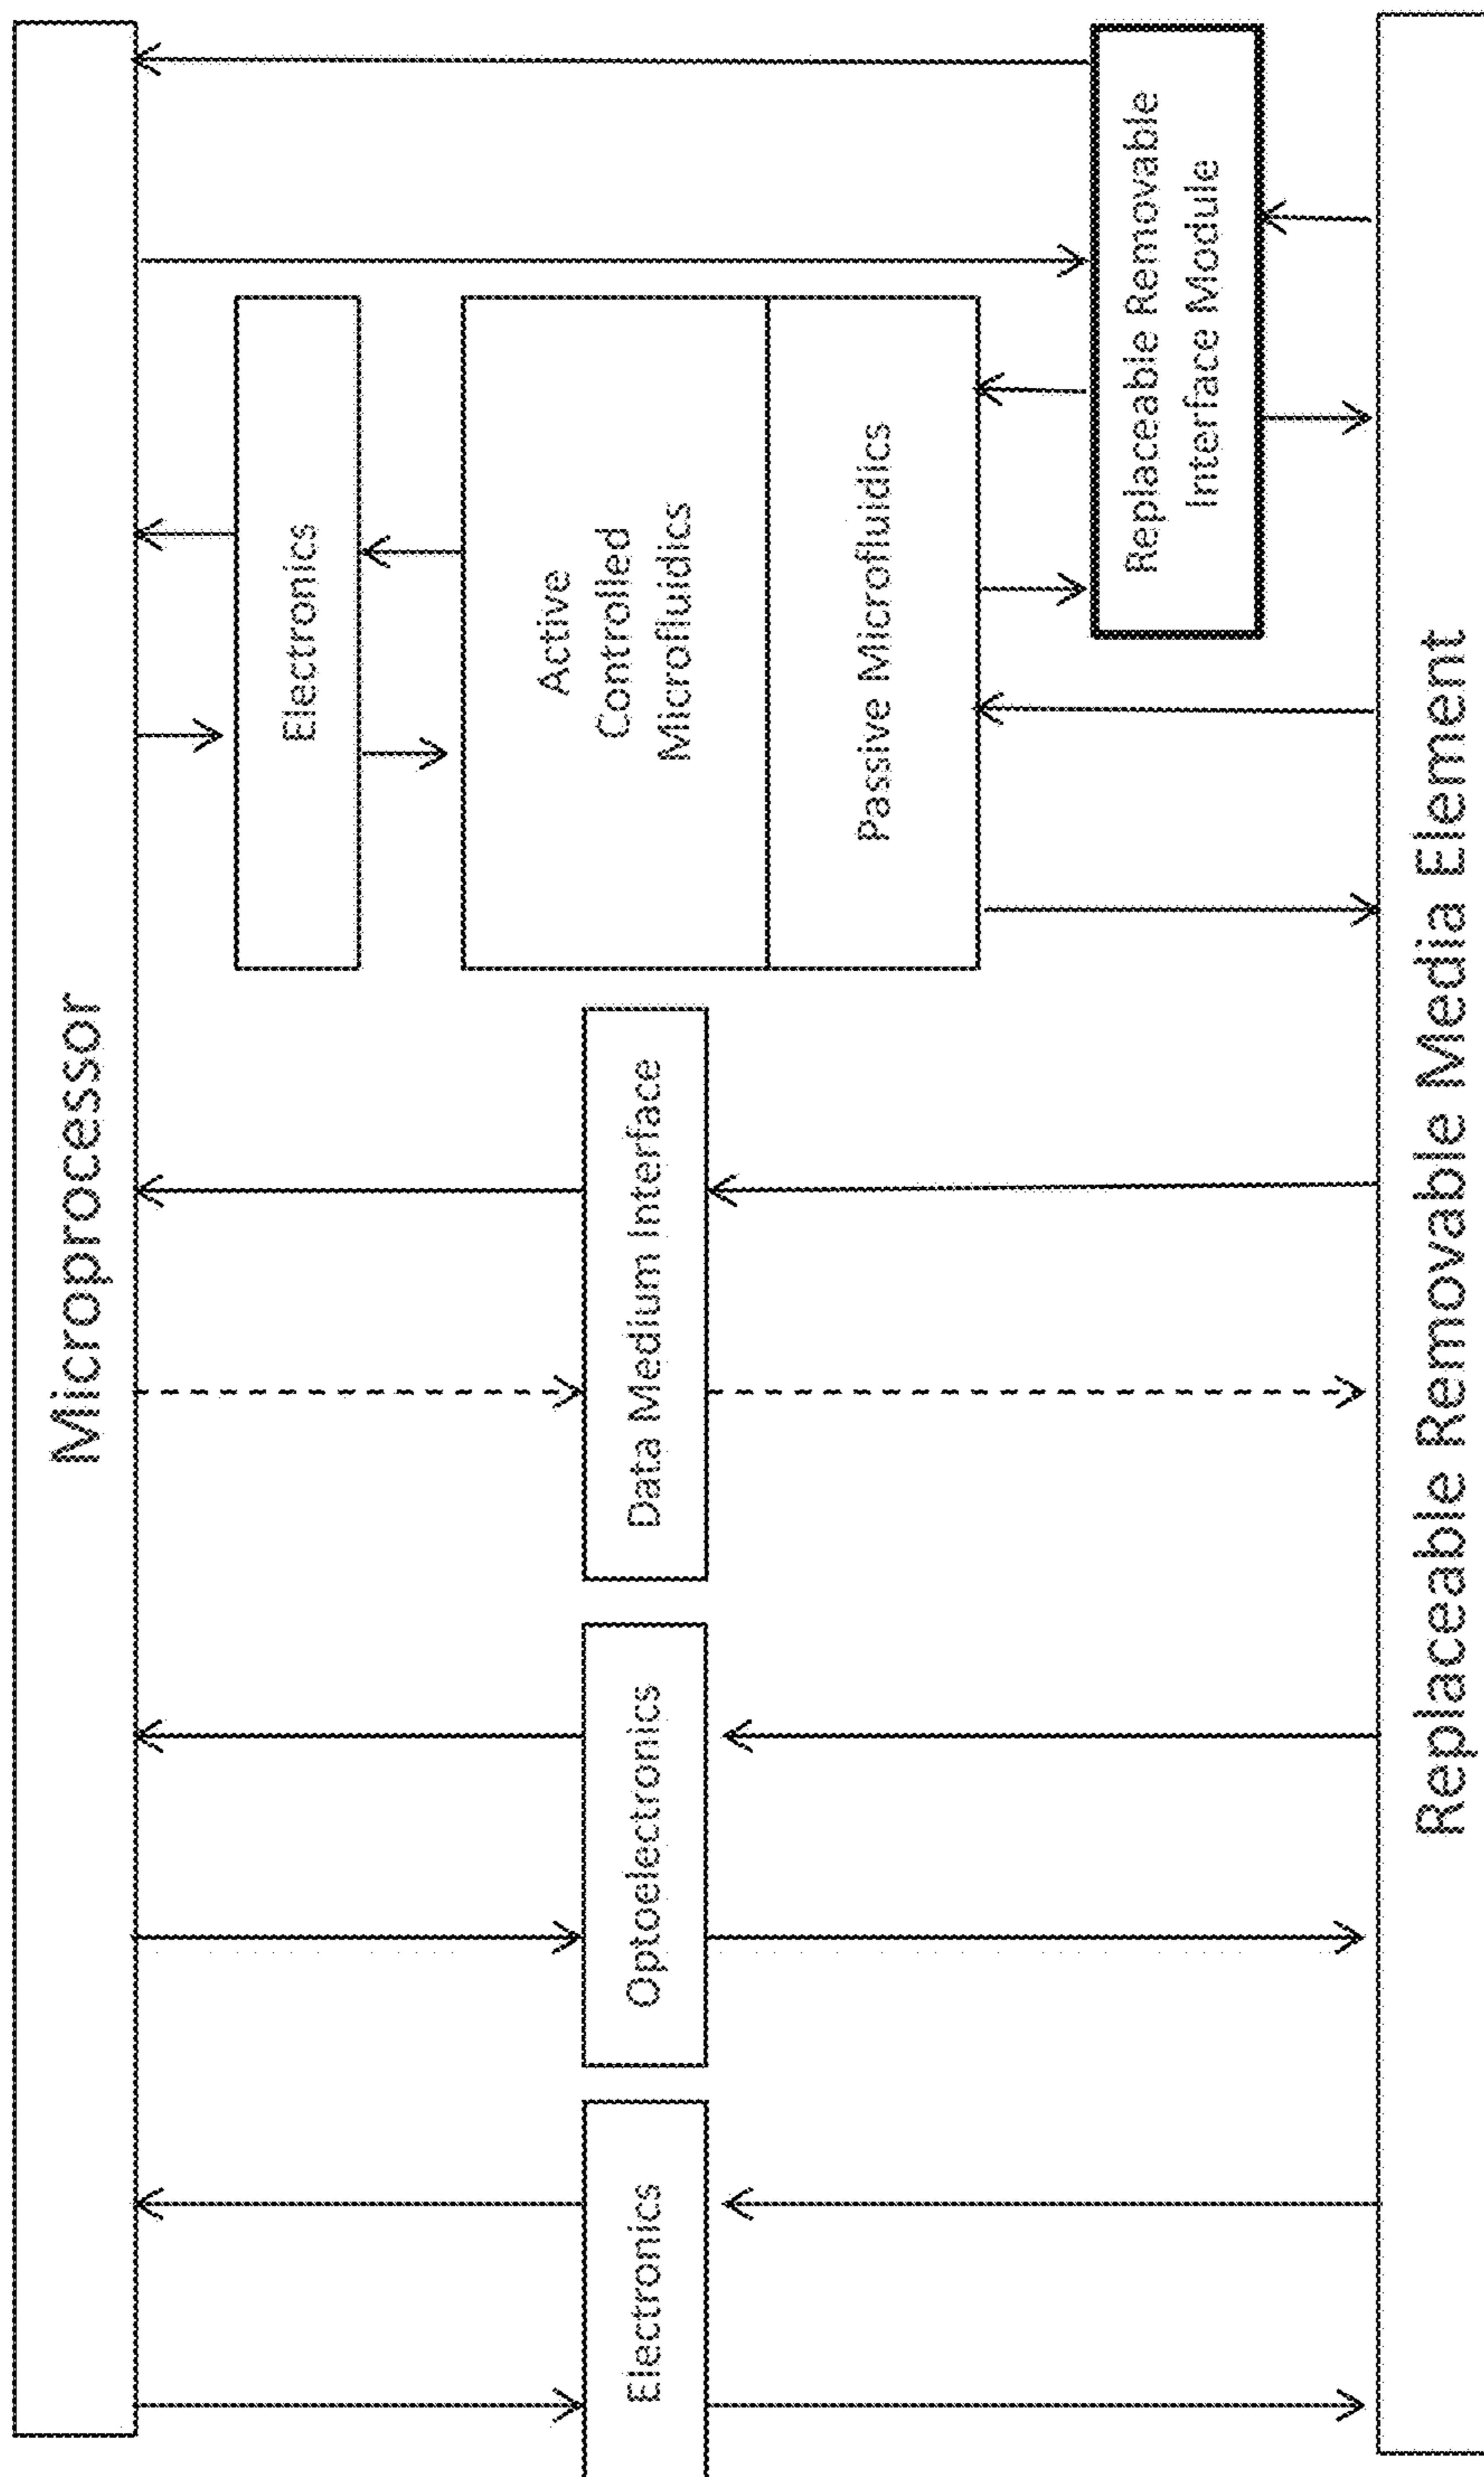 Microprocessor
Electronics
Optoelectronics
Data Medium Interface
Electronics
Active
Controlled
Microfluidics
Passive Microfluidics
Replaceable Removable
Interface Module
Replaceable Removable Media Element